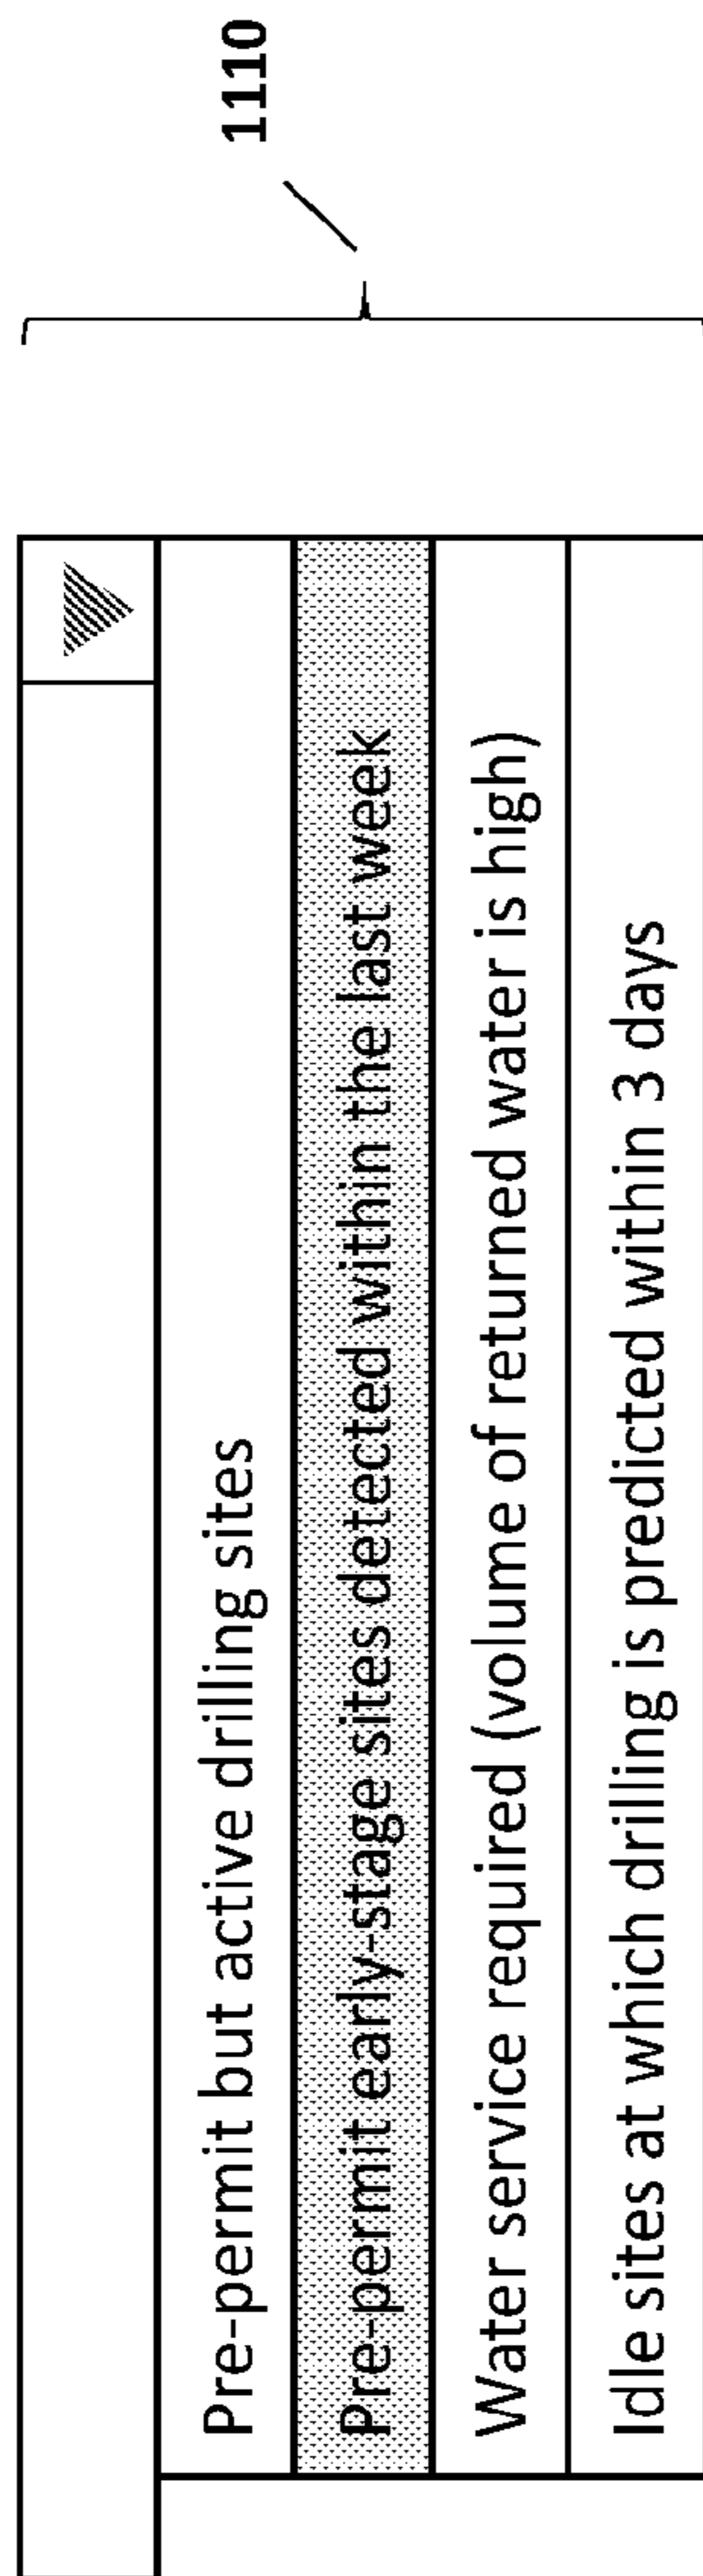 Pre-permit but active drilling sites
Pre-permit early-stage sites detected within the last week
Water service required (volume of returned water is high)
Idle sites at which drilling is predicted within 3 days
1110